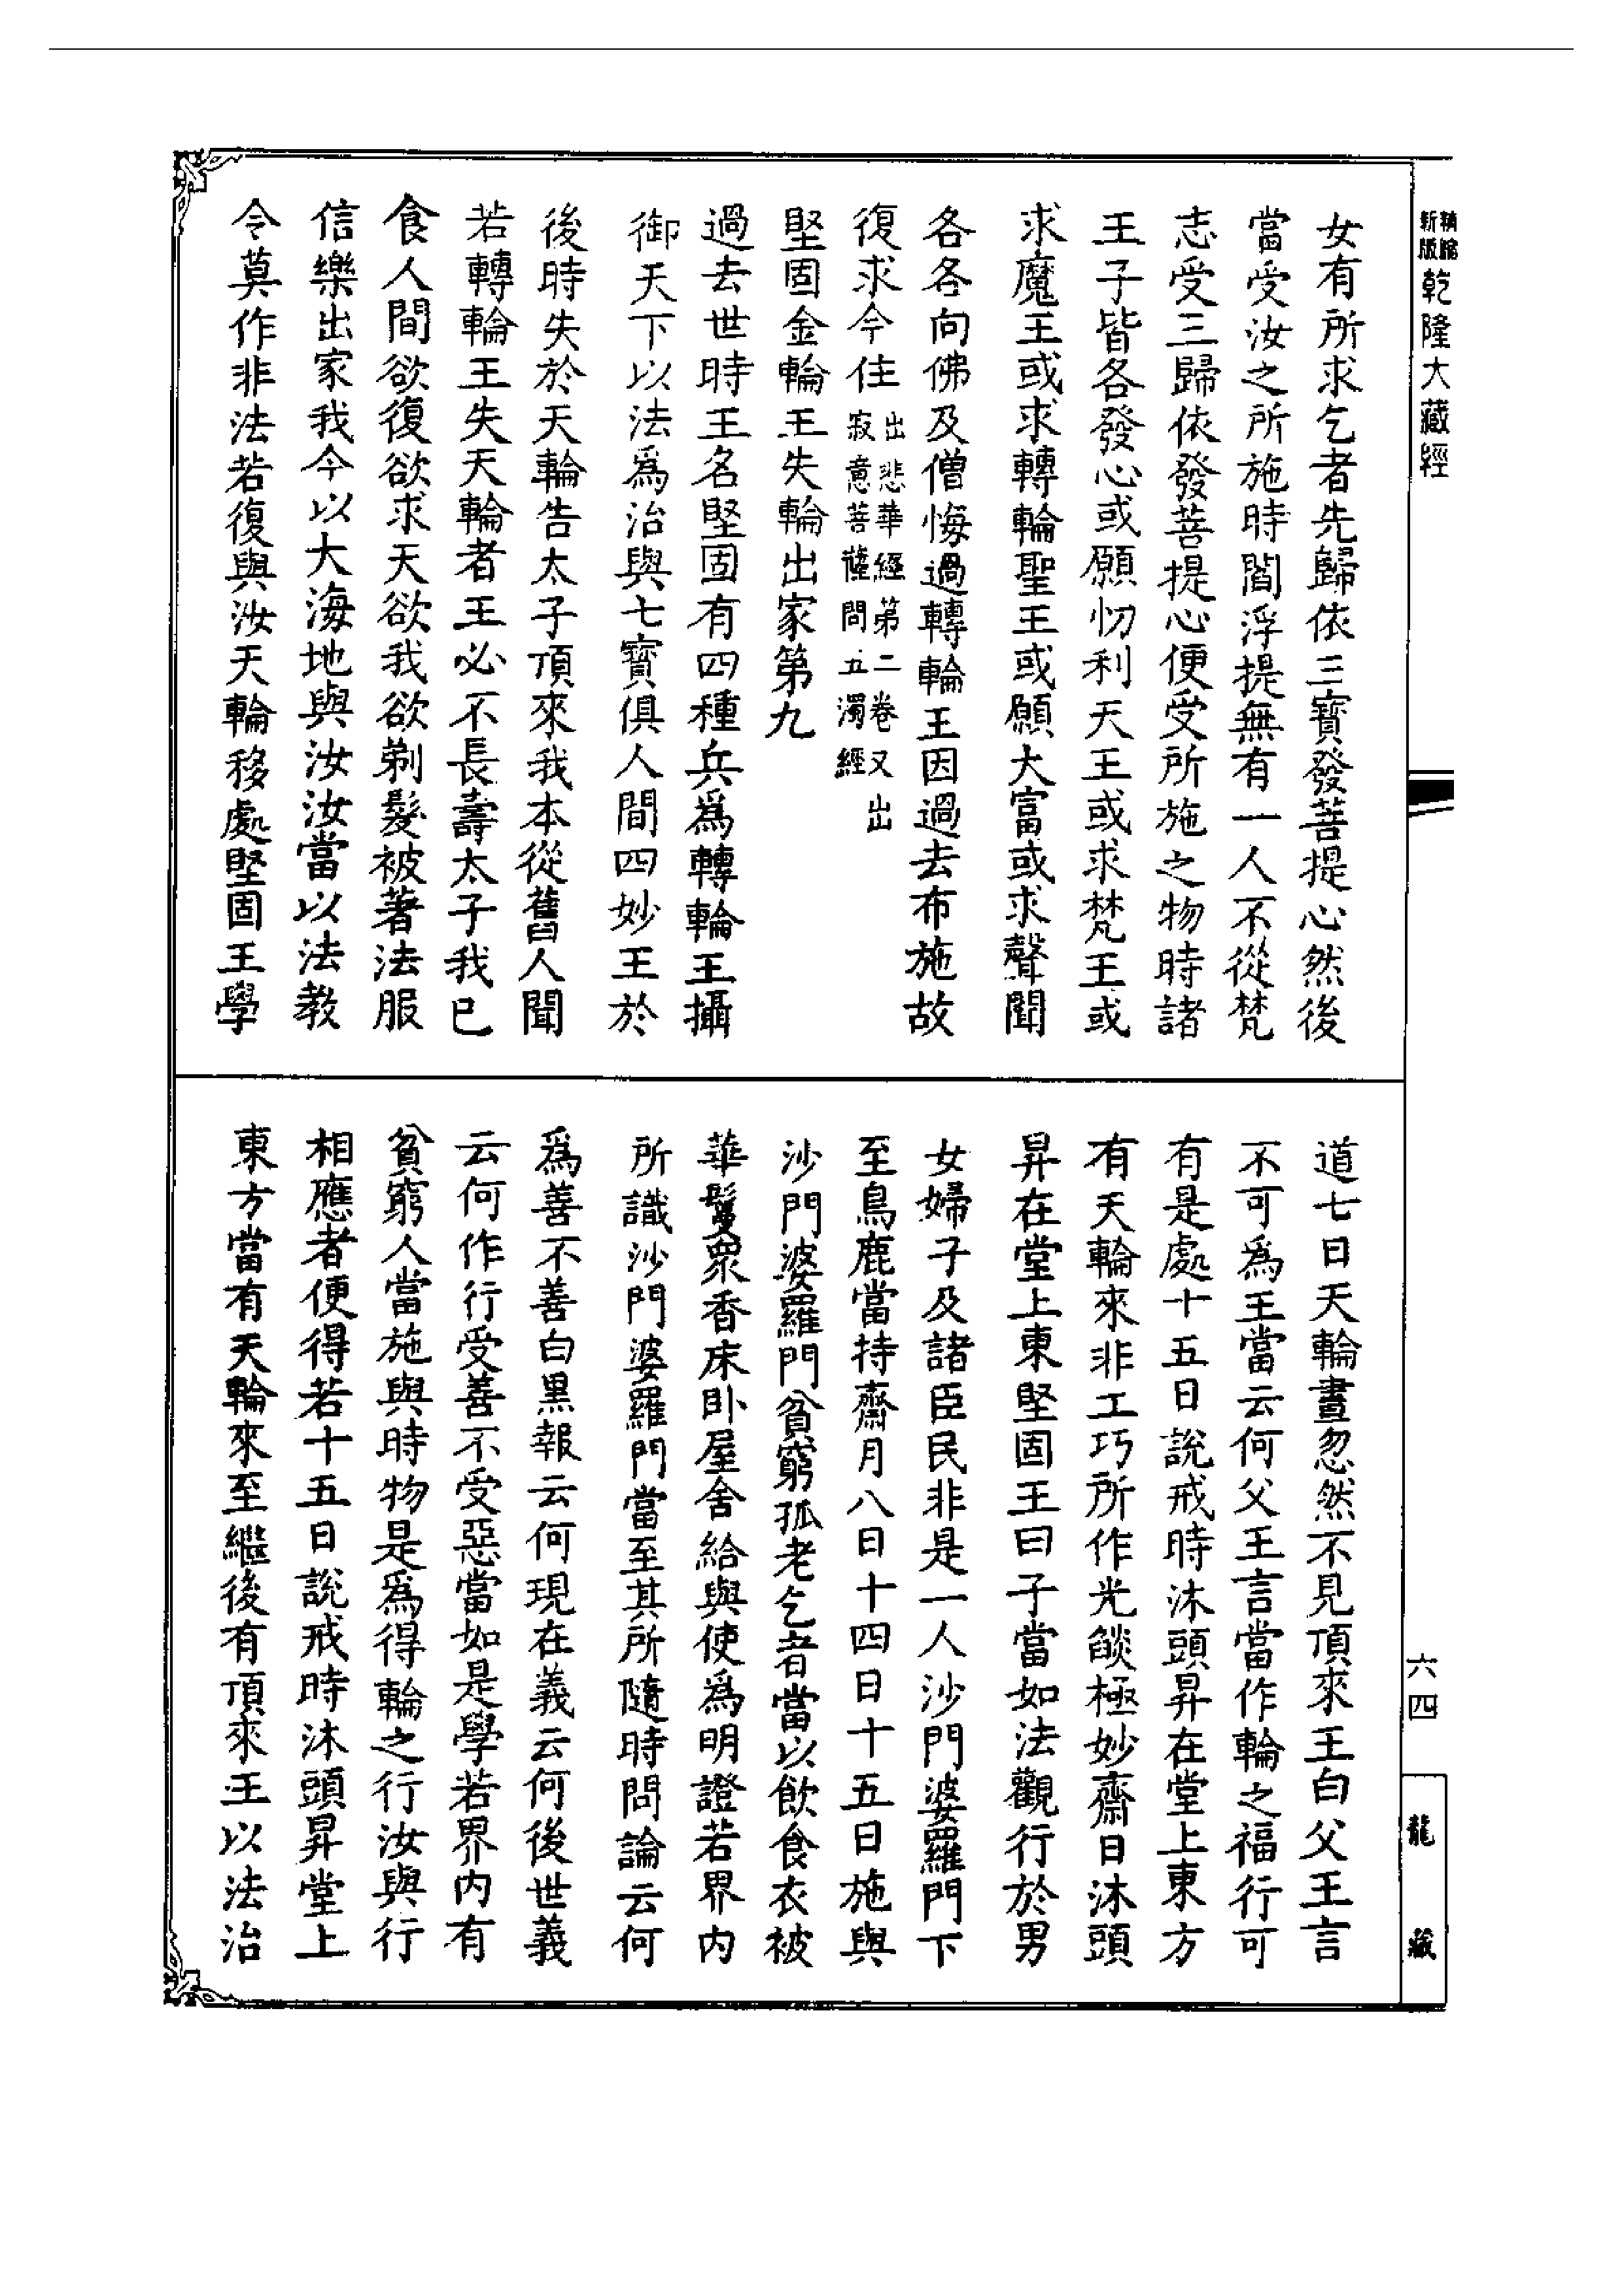 精縮新版乾隆大藏經
女有所求乞者先歸依三寶發菩提心然後
當受汝之所施時閻浮提無有一人不從梵
志受三歸依發菩提心便受所施之物時諸
王子皆各發心或願忉利天王或求梵王或
求魔王或求轉輪聖王或願大富或求聲聞
各各向佛及僧悔過轉輪王因過去布施故
復求今住出悲華經第二卷又出寂意菩薩問五濁經
堅固金輪王失輪出家第九
過去世時王名堅固有四種兵爲轉輪王攝
御天下以法爲治與七寶俱人間四妙王於
後時失於天輪告太子頂來我本從舊人聞
若轉輪王失天輪者王必不長壽太子我已
食人間欲復欲求天欲我欲剃髮被著法服
信樂出家我今以大海地與汝汝當以法教
令莫作非法若復與汝天輪移處堅固王學
道七日天輪晝忽然不見頂來王白父王言
不可爲王當云何父王言當作輪之福行可
有是處十五日說戒時沐頭昇在堂上東方
有天輪來非工巧所作光燄極妙齋日沐頭
昇在堂上東堅固王曰子當如法觀行於男
女婦子及諸臣民非是一人沙門婆羅門下
至鳥鹿當持齋月八日十四日十五日施與
沙門婆羅門貧窮孤老乞者當以飲食衣被
華鬘衆香床臥屋舍給與使爲明證若界內
所識沙門婆羅門當至其所隨時問論云何
爲善不善白黑報云何現在義云何後世義
云何作行受善不受惡當如是學若界內有
貧窮人當施與時物是爲得輪之行汝與行
相應者便得若十五日說戒時沐頭昇堂上
東方當有天輪來至繼後有頂來王以法治
六四
龍藏